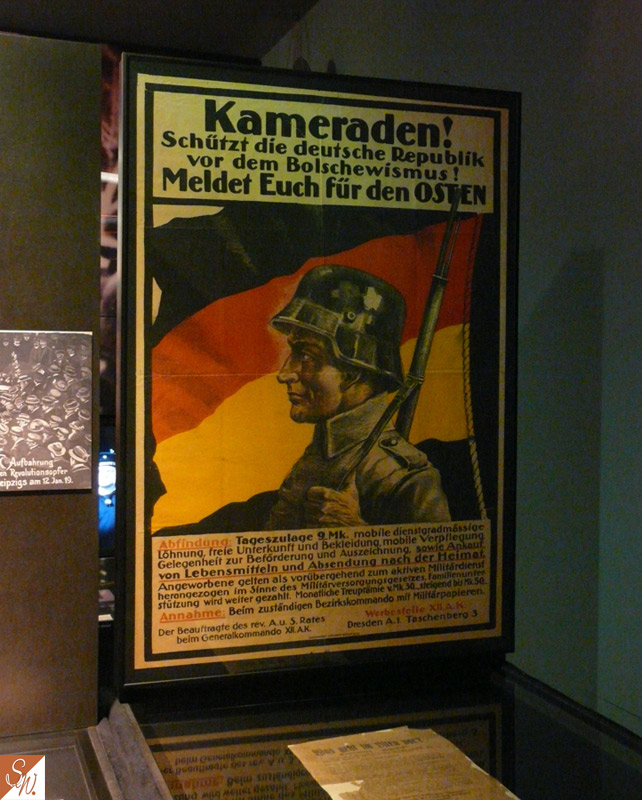 Kameraden!
Schützt die deutsche Republik
vor dem Bolschewismus!
Meldet Euch für den OSTEN
Abfindung: Tageszulage 9 Mk. mobile dienstgradmässige
Löhnung, freie Unterkunft und Bekleidung, mobile Verpflegung,
Gelegenheit zur Beförderung und Auszeichnung, sowie Ankauf
von Lebensmitteln und Absendung nach der Heimat.
Angeworbene gelten als vorübergehend zum aktiven Militärdienst
herangezogen im Sinne des Militärversorgungsgesetzes. Familienunter-
stützung wird weiter gezahlt. Monatliche Treuprämie v. Mk. 30._ steigend bis Mk. 50.
Annahme: Beim zuständigen Bezirkskommando mit Militärpapieren.
Der Beauftragte des rev. A. u. S. Rates
beim Generalkommando XII. A.K.
Werbestelle XII. A.K.
Dresden A. 1. Taschenberg 3
Aufbahrung
Revolutionsopfer
eipzigs am 12. Jan. 19.
SW.